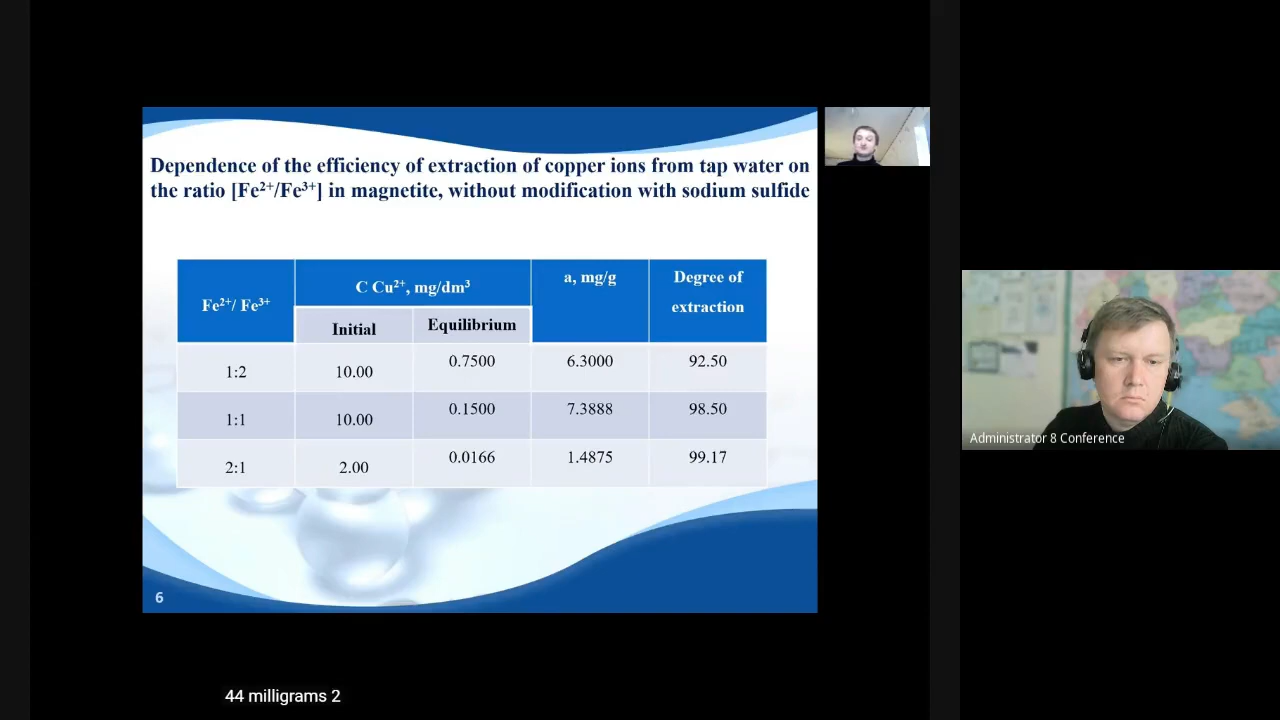 Dependence of the efficiency of extraction of copper ions from tap water on
the ratio [Fe²⁺/Fe³⁺] in magnetite, without modification with sodium sulfide
Fe²⁺/ Fe³⁺
C Cu²⁺, mg/dm³
a, mg/g
Degree of
extraction
Initial
Equilibrium
1:2
10.00
0.7500
6.3000
92.50
1:1
10.00
0.1500
7.3888
98.50
2:1
2.00
0.0166
1.4875
99.17
6
Administrator 8 Conference
44 milligrams 2